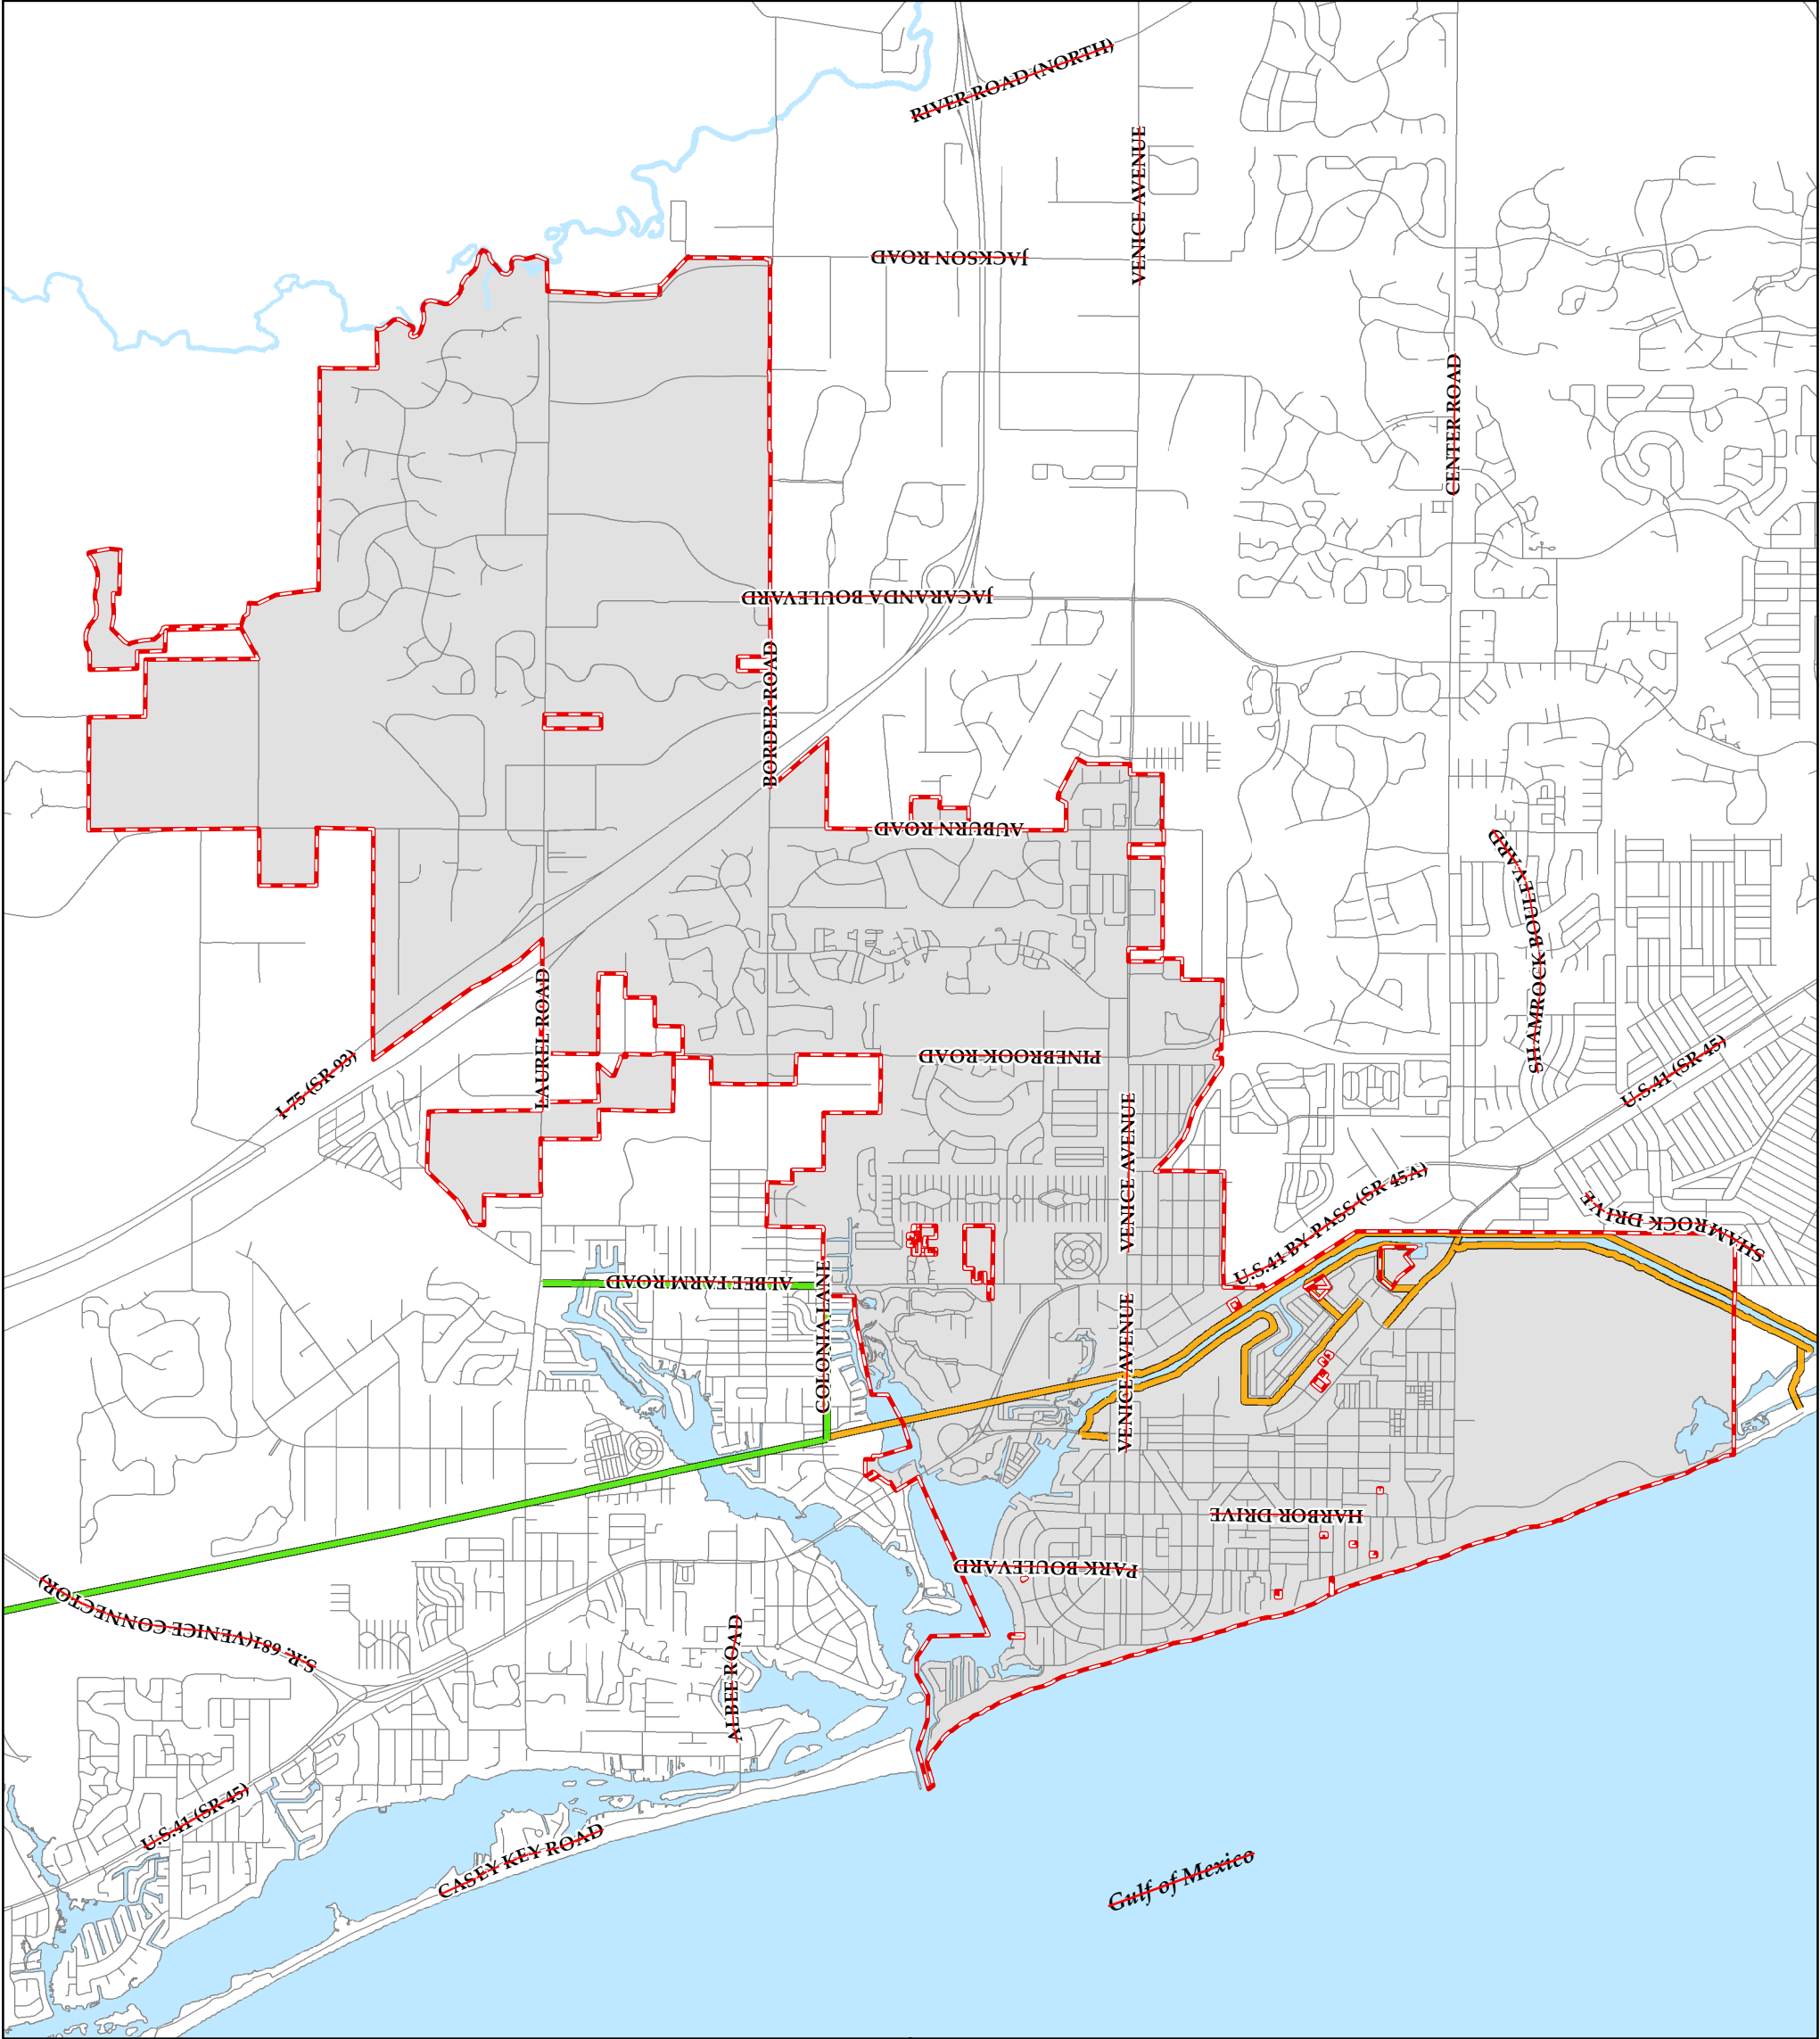 RIVER ROAD (NORTH)
VENICE AVENUE
JACKSON ROAD
CENTER ROAD
JACARANDA BOULEVARD
BORDER ROAD
AUBURN ROAD
SHAMROCK BOULEVARD
LAUREL ROAD
I-75 (SR 93)
PINEBROOK ROAD
U.S.41 (SR 45)
VENICE AVENUE
U.S.41 BY-PASS (SR 45A)
SHAMROCK DRIVE
ALBEE FARM ROAD
COLONIA LANE
VENICE AVENUE
HARBOR DRIVE
PARK BOULEVARD
S.R. 681(VENICE CONNECTOR)
ALBEE ROAD
U.S.41 (SR 45)
CASEY KEY ROAD
Gulf of Mexico